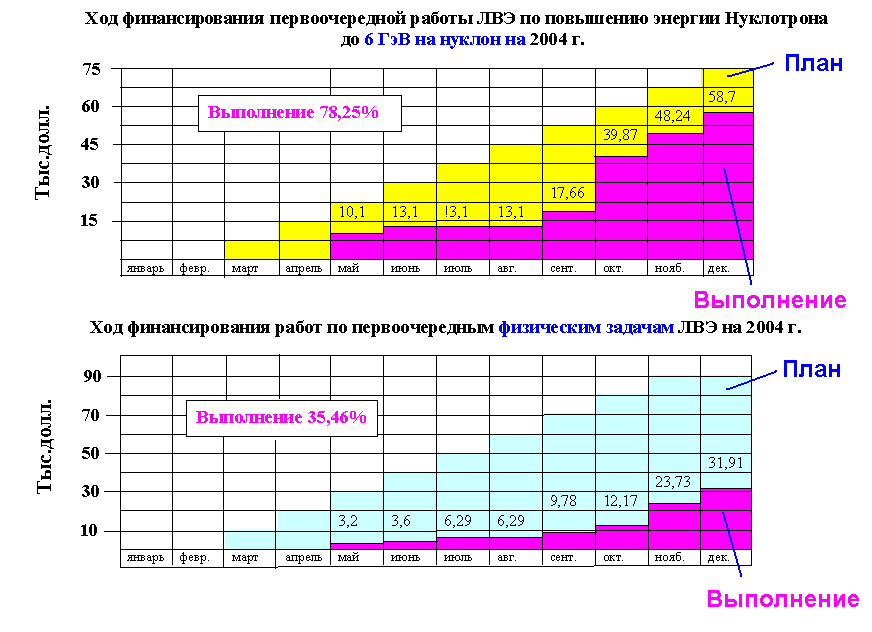 Ход финансирования первоочередной работы ЛВЭ по повышению энергии Нуклотрона
до 6 ГэВ на нуклон на 2004 г.
75
План
58,7
60
Выполнение 78,25%
48,24
39,87
45
Тыс.долл.
30
17,66
10,1 13,1 !3,1 13,1
15
январь февр. март апрель май июнь июль авг. сент. окт. нояб. дек.
Выполнение
Ход финансирования работ по первоочередным физическим задачам ЛВЭ на 2004 г.
План
90
70
Выполнение 35,46%
50
Тыс.долл.
31,91
30
23,73
9,78 12,17
3,2 3,6 6,29 6,29
10
январь февр. март апрель май июнь июль авг. сент. окт. нояб. дек.
Выполнение